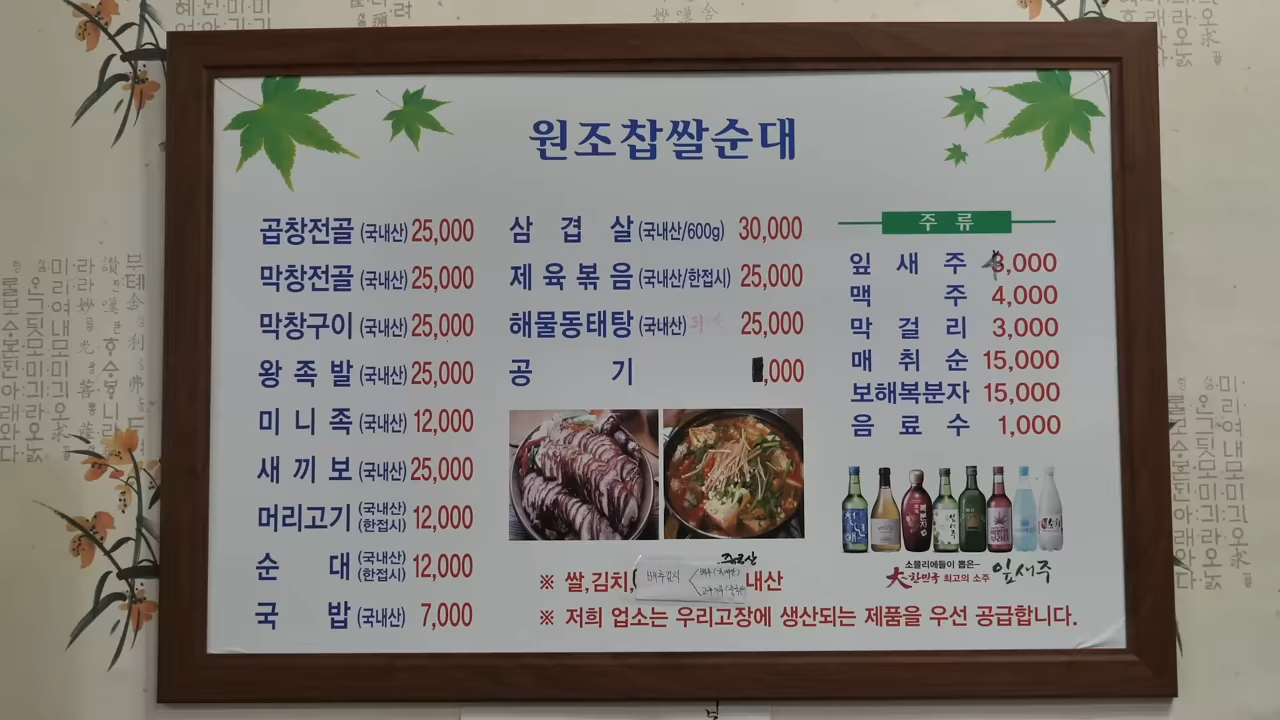 원조찹쌀순대
곱창전골 (국내산) 25,000
막창전골 (국내산) 25,000
막창구이 (국내산) 25,000
왕족발 (국내산) 25,000
미니족 (국내산) 12,000
새끼보 (국내산) 25,000
머리고기 (국내산) (한접시) 12,000
순대 (국내산) (한접시) 12,000
국밥 (국내산) 7,000
삼겹살 (국내산/600g) 30,000
제육볶음 (국내산/한접시) 25,000
해물동태탕 (국내산) 25,000
공기 ,000
주류
잎새주 3,000
맥주 4,000
막걸리 3,000
매취순 15,000
보해복분자 15,000
음료수 1,000
소믈리에들이 뽑은~
大한민국 최고의 소주 잎새주
※ 쌀,김치, 배추김치 내산
※ 저희 업소는 우리고장에 생산되는 제품을 우선 공급합니다.